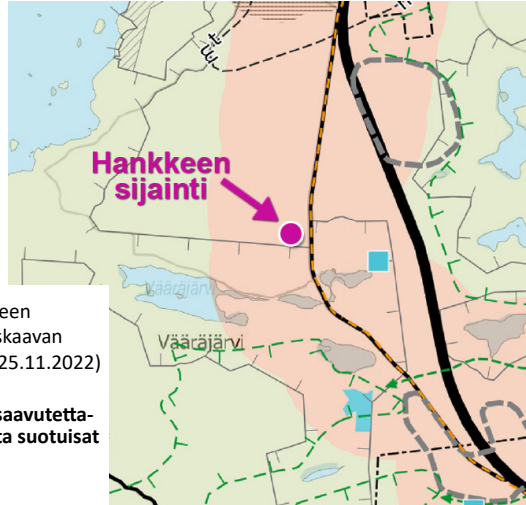 Hankkeen
sijainti
Vääräjärvi
Vääräjärvi
een
skaavan
25.11.2022)
saavutetta-
ta suotuisat